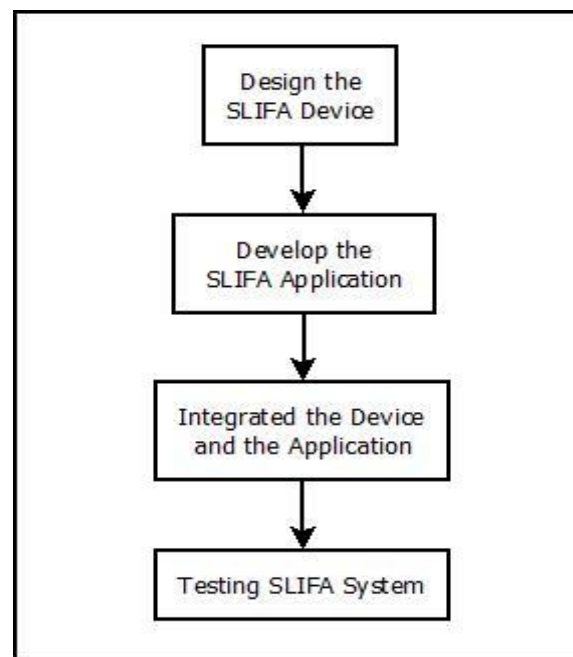 Design the
SLIFA Device
Develop the
SLIFA Application
Integrated the Device
and the Application
Testing SLIFA System